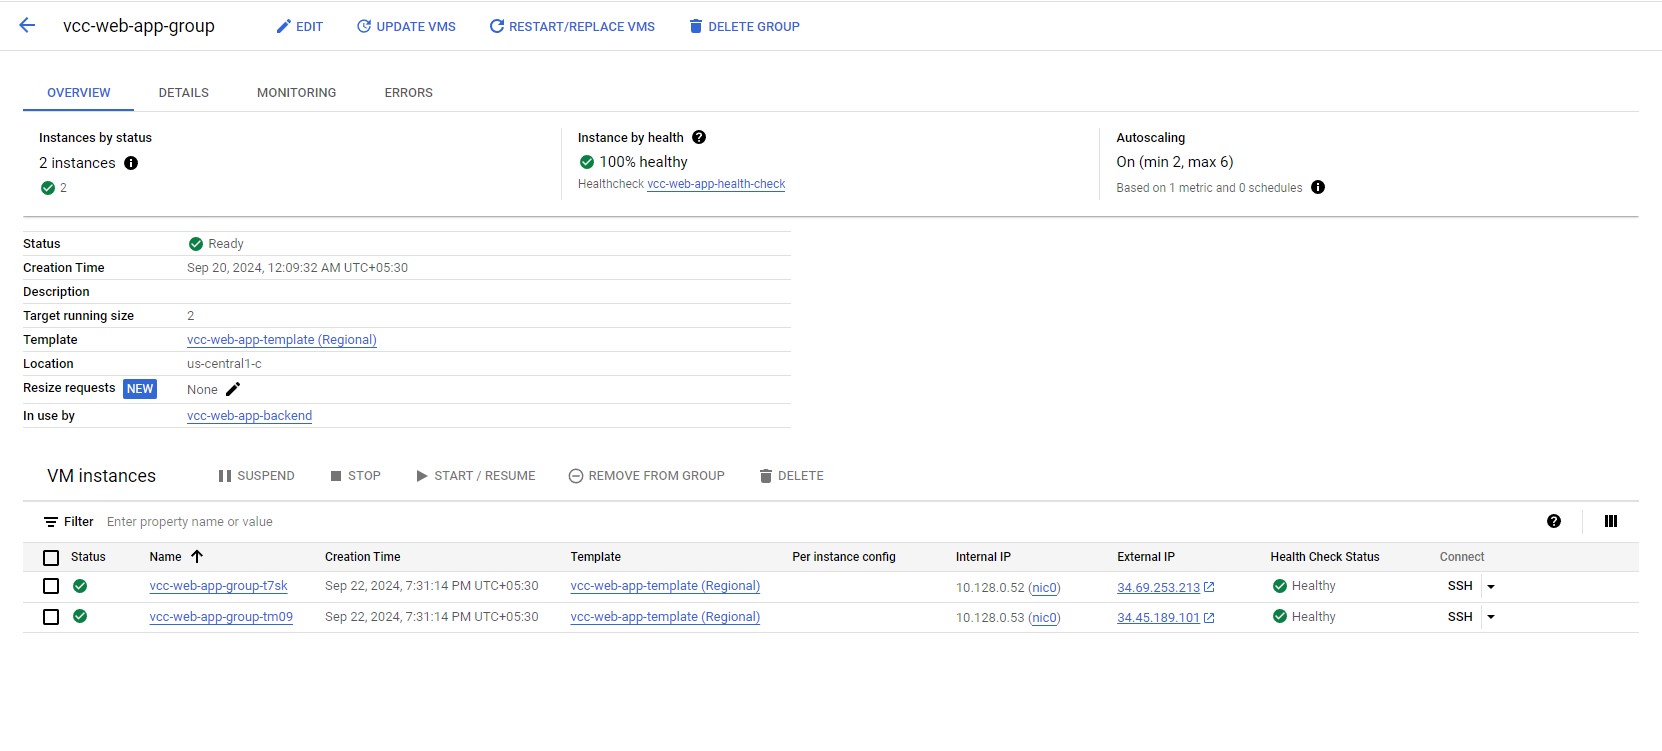 vcc-web-app-group EDIT UPDATE VMS RESTART/REPLACE VMS DELETE GROUP
OVERVIEW DETAILS MONITORING ERRORS
Instances by status
2 instances
2
Instance by health
100% healthy
Healthcheck vcc-web-app-health-check
Autoscaling
On (min 2, max 6)
Based on 1 metric and 0 schedules
Status Ready
Creation Time Sep 20, 2024, 12:09:32 AM UTC+05:30
Description
Target running size 2
Template vcc-web-app-template (Regional)
Location us-central1-c
Resize requests NEW None
In use by vcc-web-app-backend
VM instances SUSPEND STOP START / RESUME REMOVE FROM GROUP DELETE
Filter Enter property name or value
Status Name Creation Time Template Per instance config Internal IP External IP Health Check Status Connect
vcc-web-app-group-t7sk Sep 22, 2024, 7:31:14 PM UTC+05:30 vcc-web-app-template (Regional) 10.128.0.52 (nic0) 34.69.253.213 Healthy SSH
vcc-web-app-group-tm09 Sep 22, 2024, 7:31:14 PM UTC+05:30 vcc-web-app-template (Regional) 10.128.0.53 (nic0) 34.45.189.101 Healthy SSH